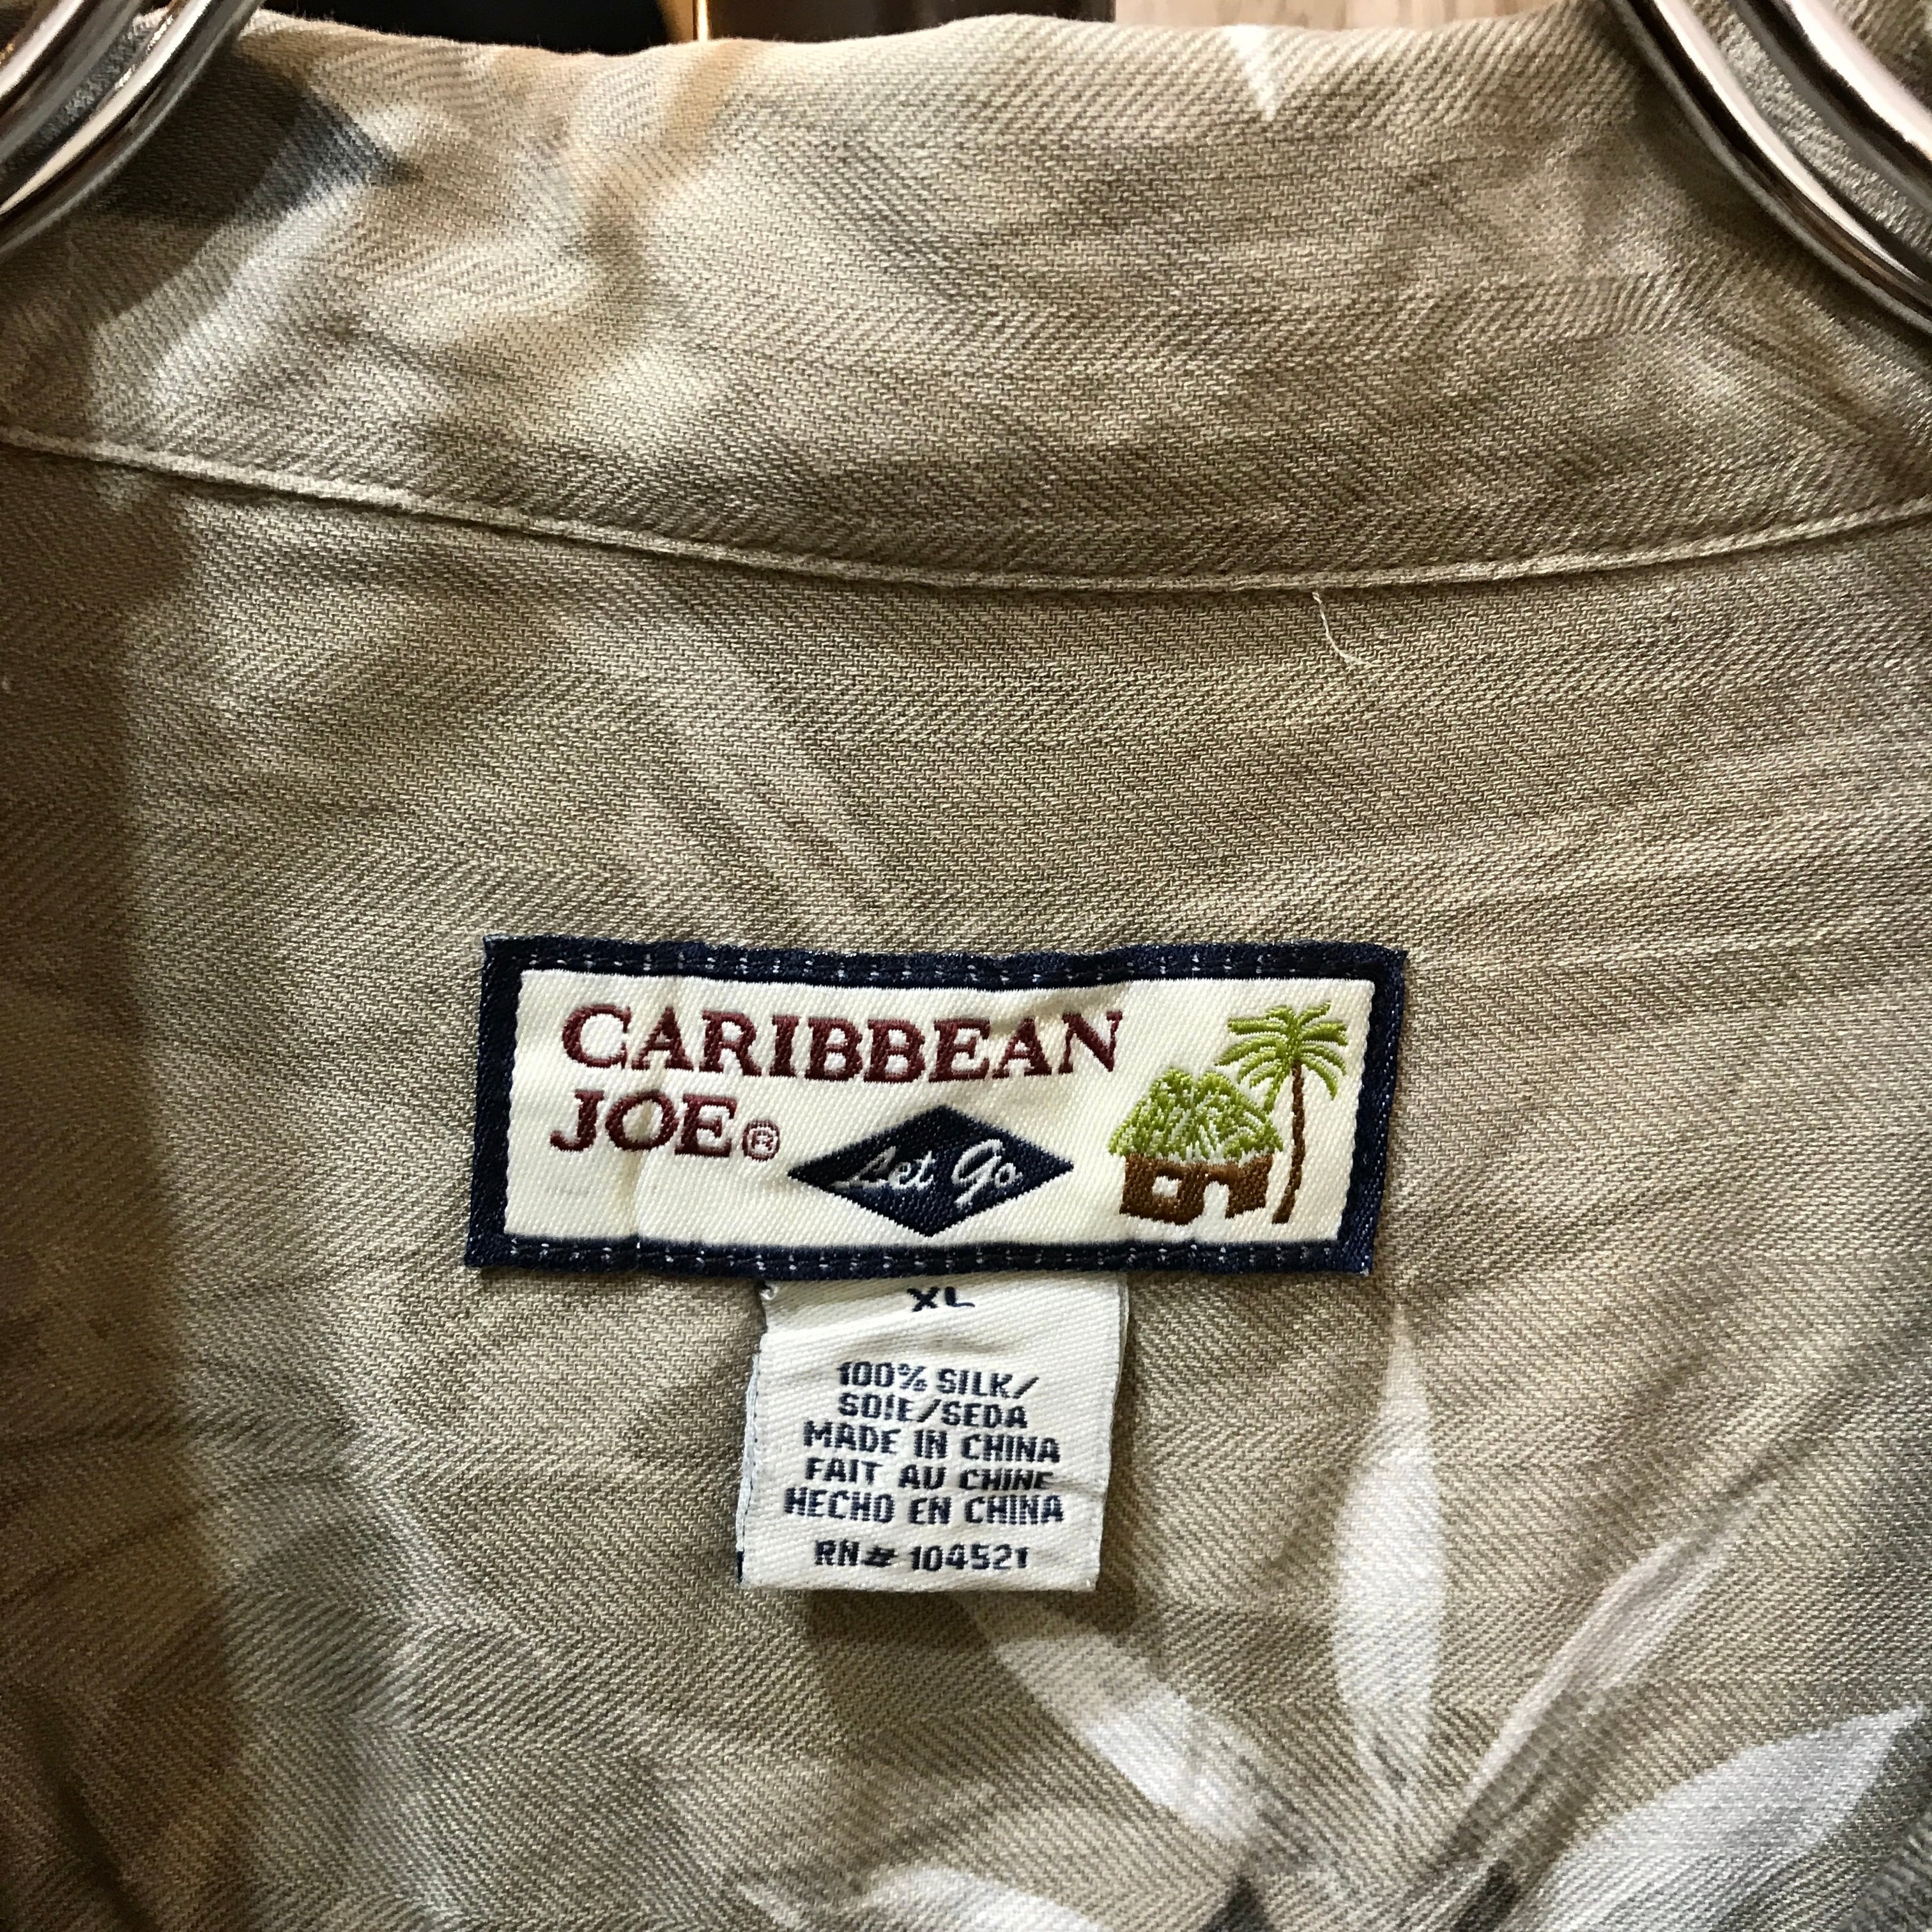 CARIBBEAN
JOE®
Let Go
XL
100% SILK/
SOIE/SEDA
MADE IN CHINA
FAIT AU CHINE
HECHO EN CHINA
RN# 104521